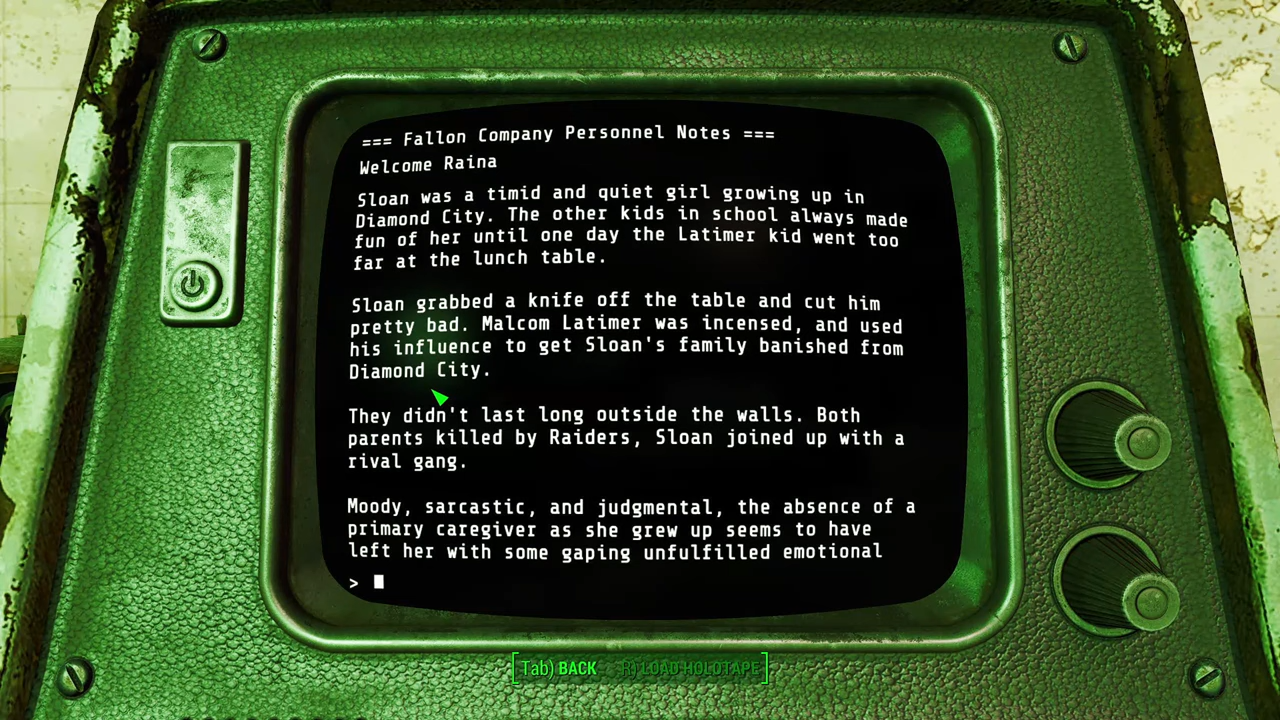 === Fallon Company Personnel Notes ===
Welcome Raina
Sloan was a timid and quiet girl growing up in
Diamond City. The other kids in school always made
fun of her until one day the Latimer kid went too
far at the lunch table.
Sloan grabbed a knife off the table and cut him
pretty bad. Malcom Latimer was incensed, and used
his influence to get Sloan's family banished from
Diamond City.
They didn't last long outside the walls. Both
parents killed by Raiders, Sloan joined up with a
rival gang.
Moody, sarcastic, and judgmental, the absence of a
primary caregiver as she grew up seems to have
left her with some gaping unfulfilled emotional
>
Tab) BACK R) LOAD HOLOTAPE